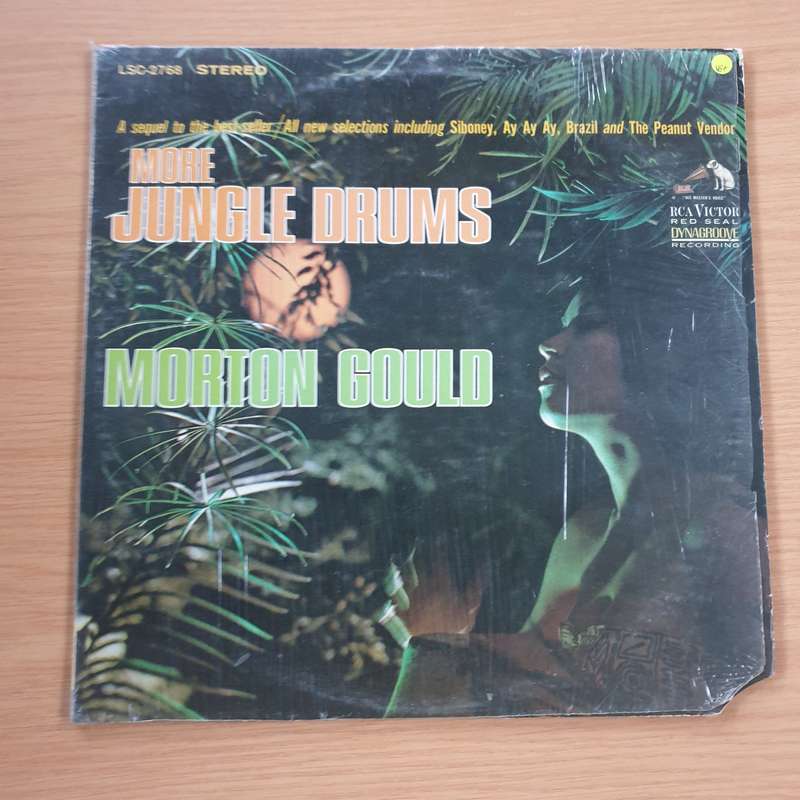 LSC-2768 STEREO
A sequel to the best-seller/All new selections including Siboney, Ay Ay Ay, Brazil and The Peanut Vendor
MORE
JUNGLE DRUMS
"HIS MASTER'S VOICE"
RCA VICTOR
RED SEAL
DYNAGROOVE
RECORDING
MORTON GOULD